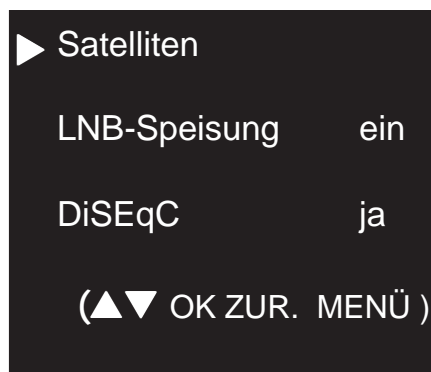 ▶ Satelliten
LNB-Speisung ein
DiSEqC ja
(▲▼ OK ZUR. MENÜ )